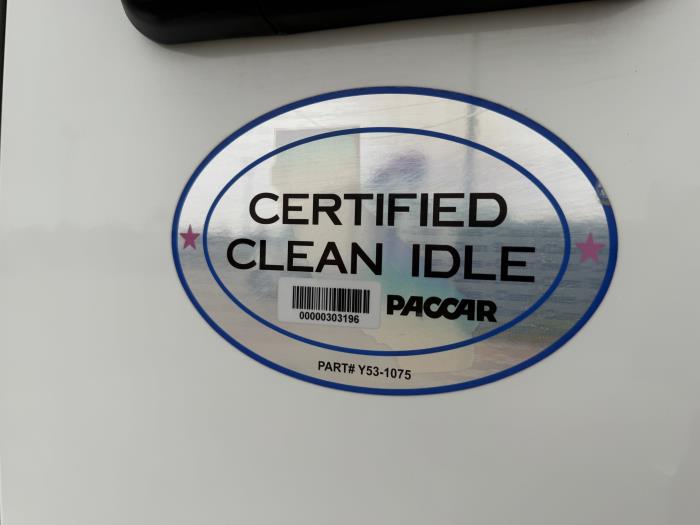 CERTIFIED
CLEAN IDLE
00000303196
PACCAR
PART# Y53-1075